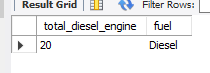 Result Grid Filter Rows:
total_diesel_engine fuel
20 Diesel